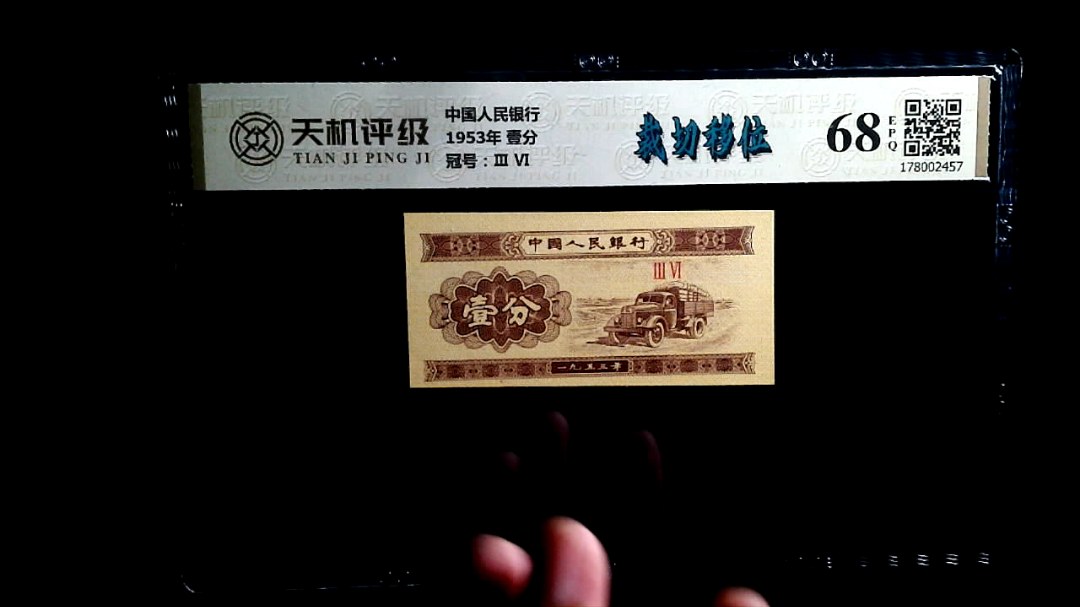 天机评级
TIAN JI PING JI
中国人民银行
1953年 壹分
冠号：Ⅲ Ⅵ
裁切移位
68
EPQ
178002457
中國人民銀行
Ⅲ Ⅵ
壹分
一九五三年